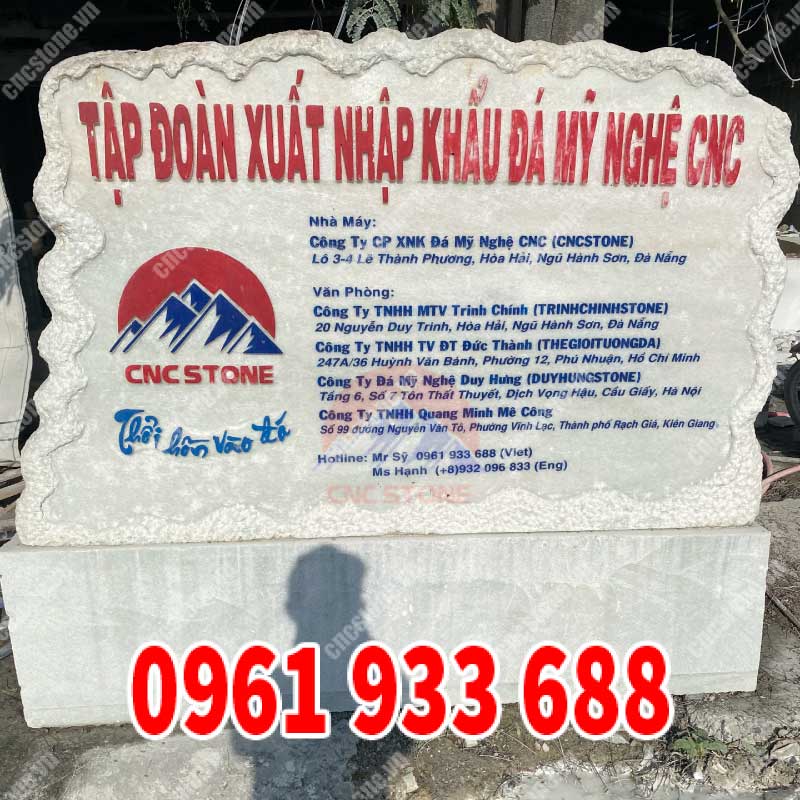 TẬP ĐOÀN XUẤT NHẬP KHẨU ĐÁ MỸ NGHỆ CNC
Nhà Máy:
Công Ty CP XNK Đá Mỹ Nghệ CNC (CNCSTONE)
Lô 3-4 Lê Thành Phương, Hòa Hải, Ngũ Hành Sơn, Đà Nẵng
Văn Phòng:
Công Ty TNHH MTV Trinh Chính (TRINHCHINHSTONE)
20 Nguyễn Duy Trinh, Hòa Hải, Ngũ Hành Sơn, Đà Nẵng
Công Ty TNHH TV ĐT Đức Thành (THEGIOITUONGDA)
247A/36 Huỳnh Văn Bánh, Phường 12, Phú Nhuận, Hồ Chí Minh
Công Ty Đá Mỹ Nghệ Duy Hưng (DUYHUNGSTONE)
Tầng 6, Số 7 Tôn Thất Thuyết, Dịch Vọng Hậu, Cầu Giấy, Hà Nội
Công Ty TNHH Quang Minh Mê Công
Số 99 đường Nguyễn Văn Tố, Phường Vĩnh Lạc, Thành phố Rạch Giá, Kiên Giang
Hotline: Mr Sỹ 0961 933 688 (Viet)
Ms Hạnh (+8)932 096 833 (Eng)
CNC STONE
Thổi hồn vào đá
CNC STONE
0961 933 688
cncstone.vn